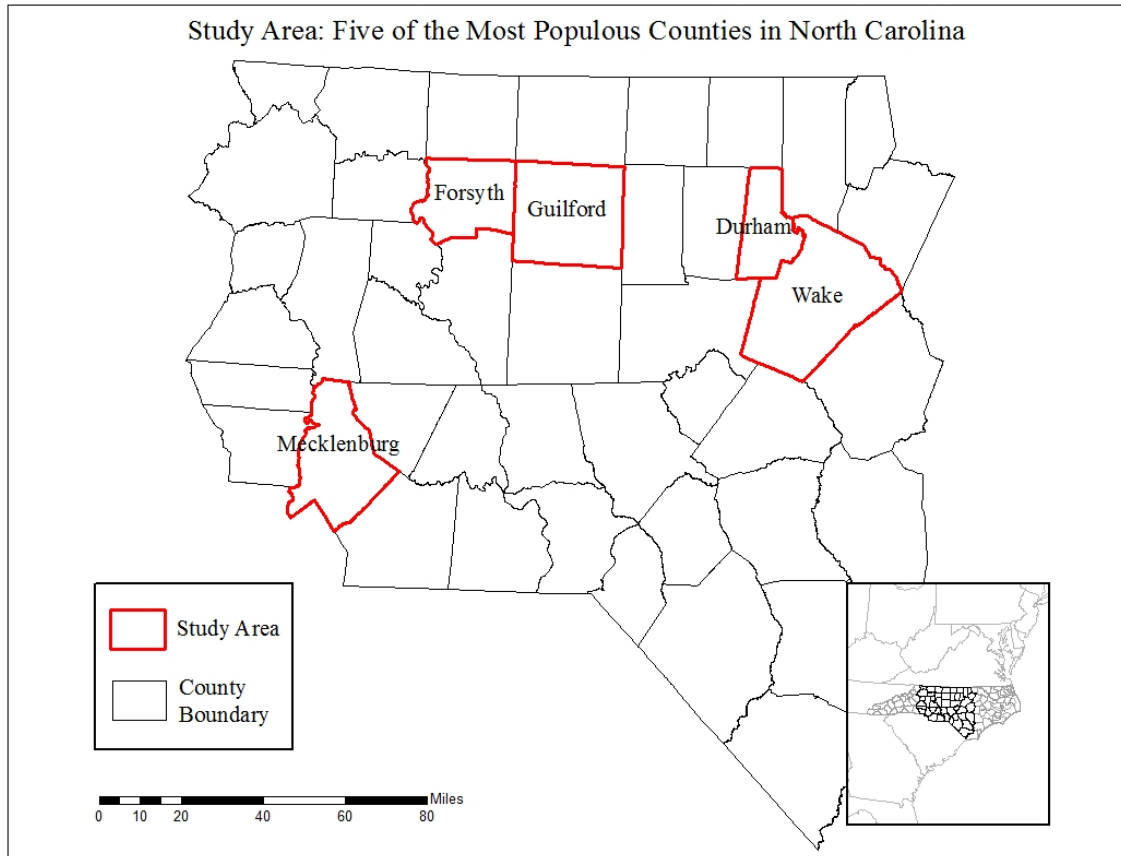 Study Area: Five of the Most Populous Counties in North Carolina
Forsyth
Guilford
Durham
Wake
Mecklenburg
Study Area
County
Boundary
Miles
0 10 20 40 60 80